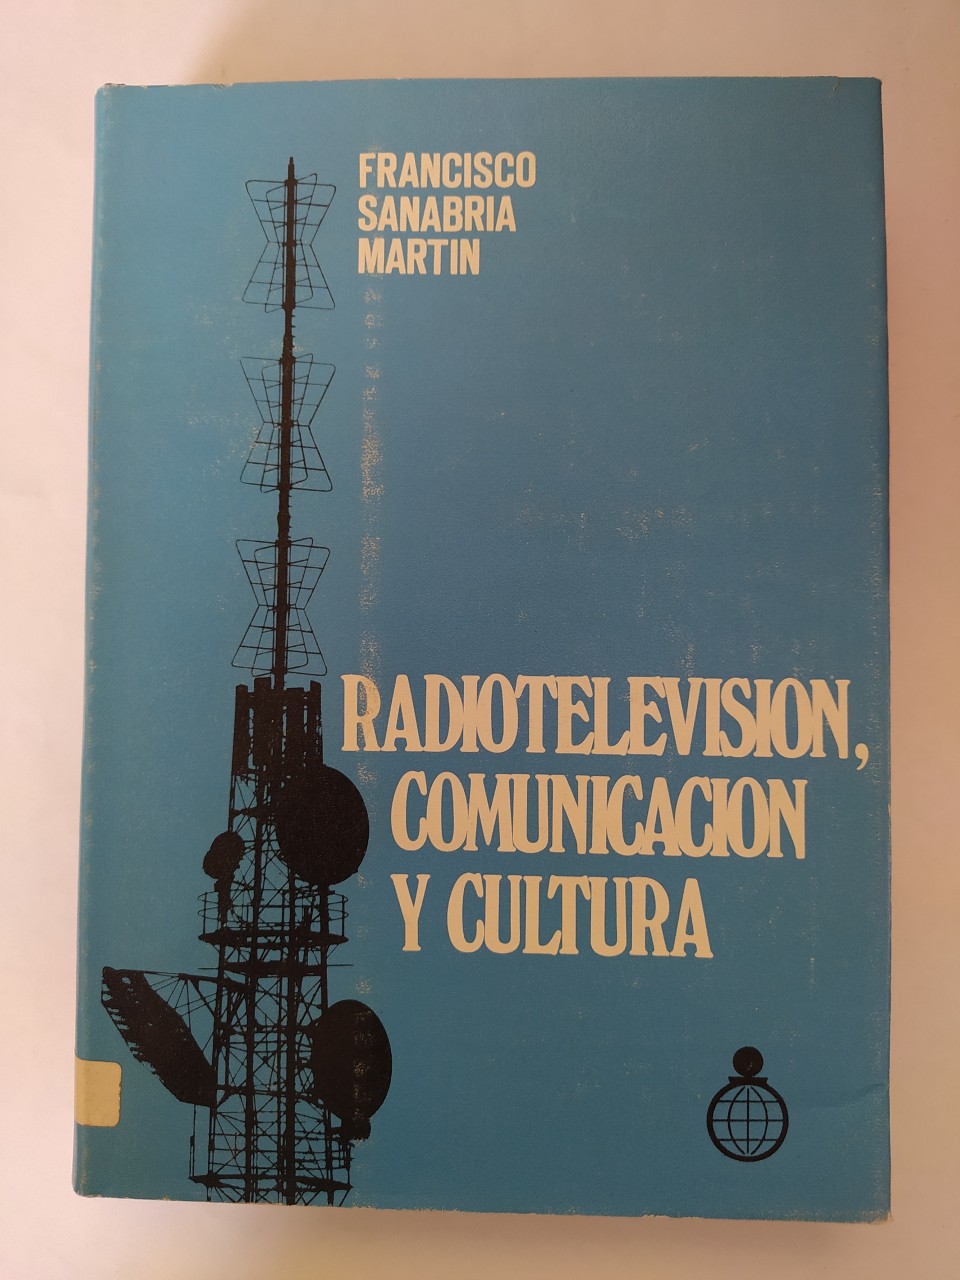 FRANCISCO
SANABRIA
MARTIN
RADIOTELEVISION,
COMUNICACION
Y CULTURA